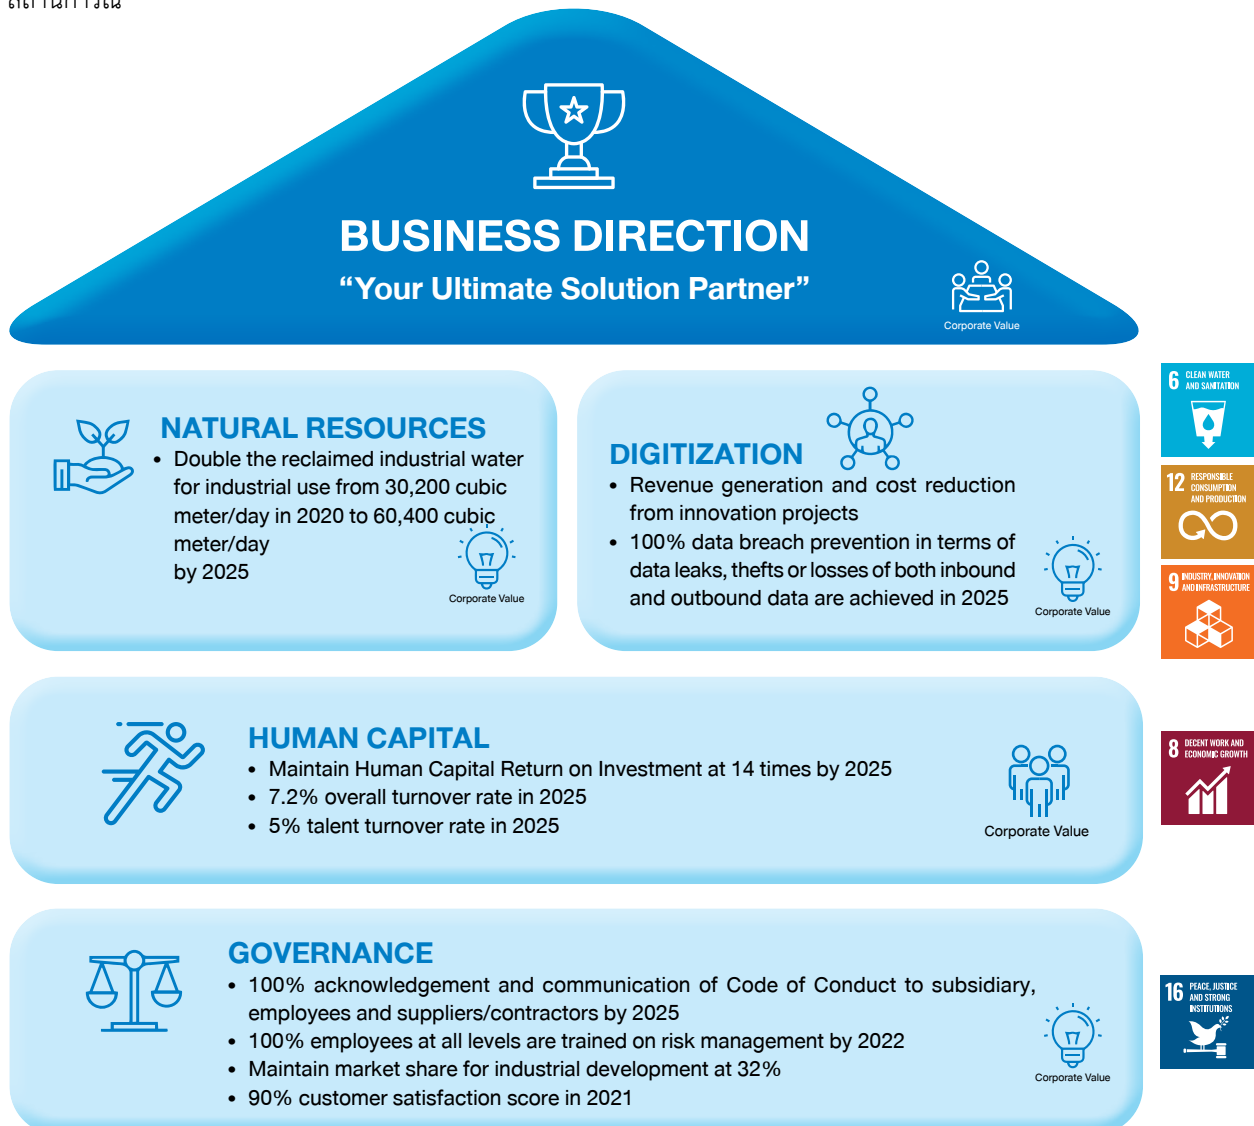 สถานการณ์
BUSINESS DIRECTION
“Your Ultimate Solution Partner”
Corporate Value
NATURAL RESOURCES
• Double the reclaimed industrial water
for industrial use from 30,200 cubic
meter/day in 2020 to 60,400 cubic
meter/day
by 2025
Corporate Value
DIGITIZATION
• Revenue generation and cost reduction
from innovation projects
• 100% data breach prevention in terms of
data leaks, thefts or losses of both inbound
and outbound data are achieved in 2025
Corporate Value
6 CLEAN WATER
AND SANITATION
12 RESPONSIBLE
CONSUMPTION
AND PRODUCTION
9 INDUSTRY, INNOVATION
AND INFRASTRUCTURE
HUMAN CAPITAL
• Maintain Human Capital Return on Investment at 14 times by 2025
• 7.2% overall turnover rate in 2025
• 5% talent turnover rate in 2025
Corporate Value
8 DECENT WORK AND
ECONOMIC GROWTH
GOVERNANCE
• 100% acknowledgement and communication of Code of Conduct to subsidiary,
employees and suppliers/contractors by 2025
• 100% employees at all levels are trained on risk management by 2022
• Maintain market share for industrial development at 32%
• 90% customer satisfaction score in 2021
Corporate Value
16 PEACE, JUSTICE
AND STRONG
INSTITUTIONS